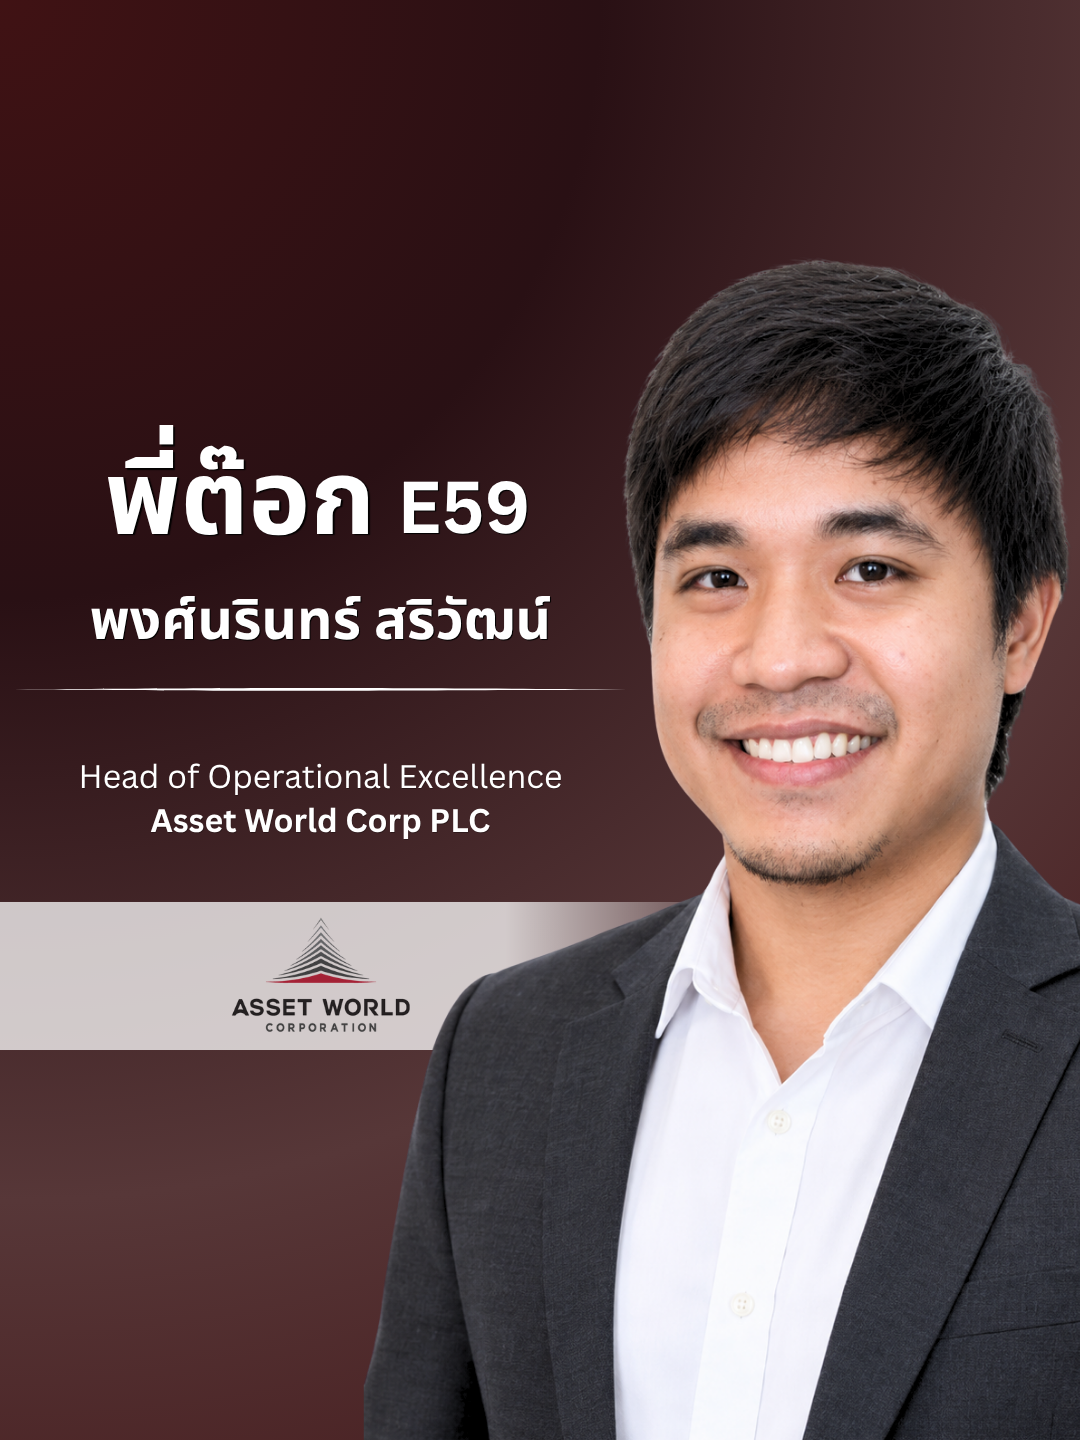 พี่ต๊อก E59
พงศ์นรินทร์ สริวัฒน์
Head of Operational Excellence
Asset World Corp PLC
ASSET WORLD
CORPORATION